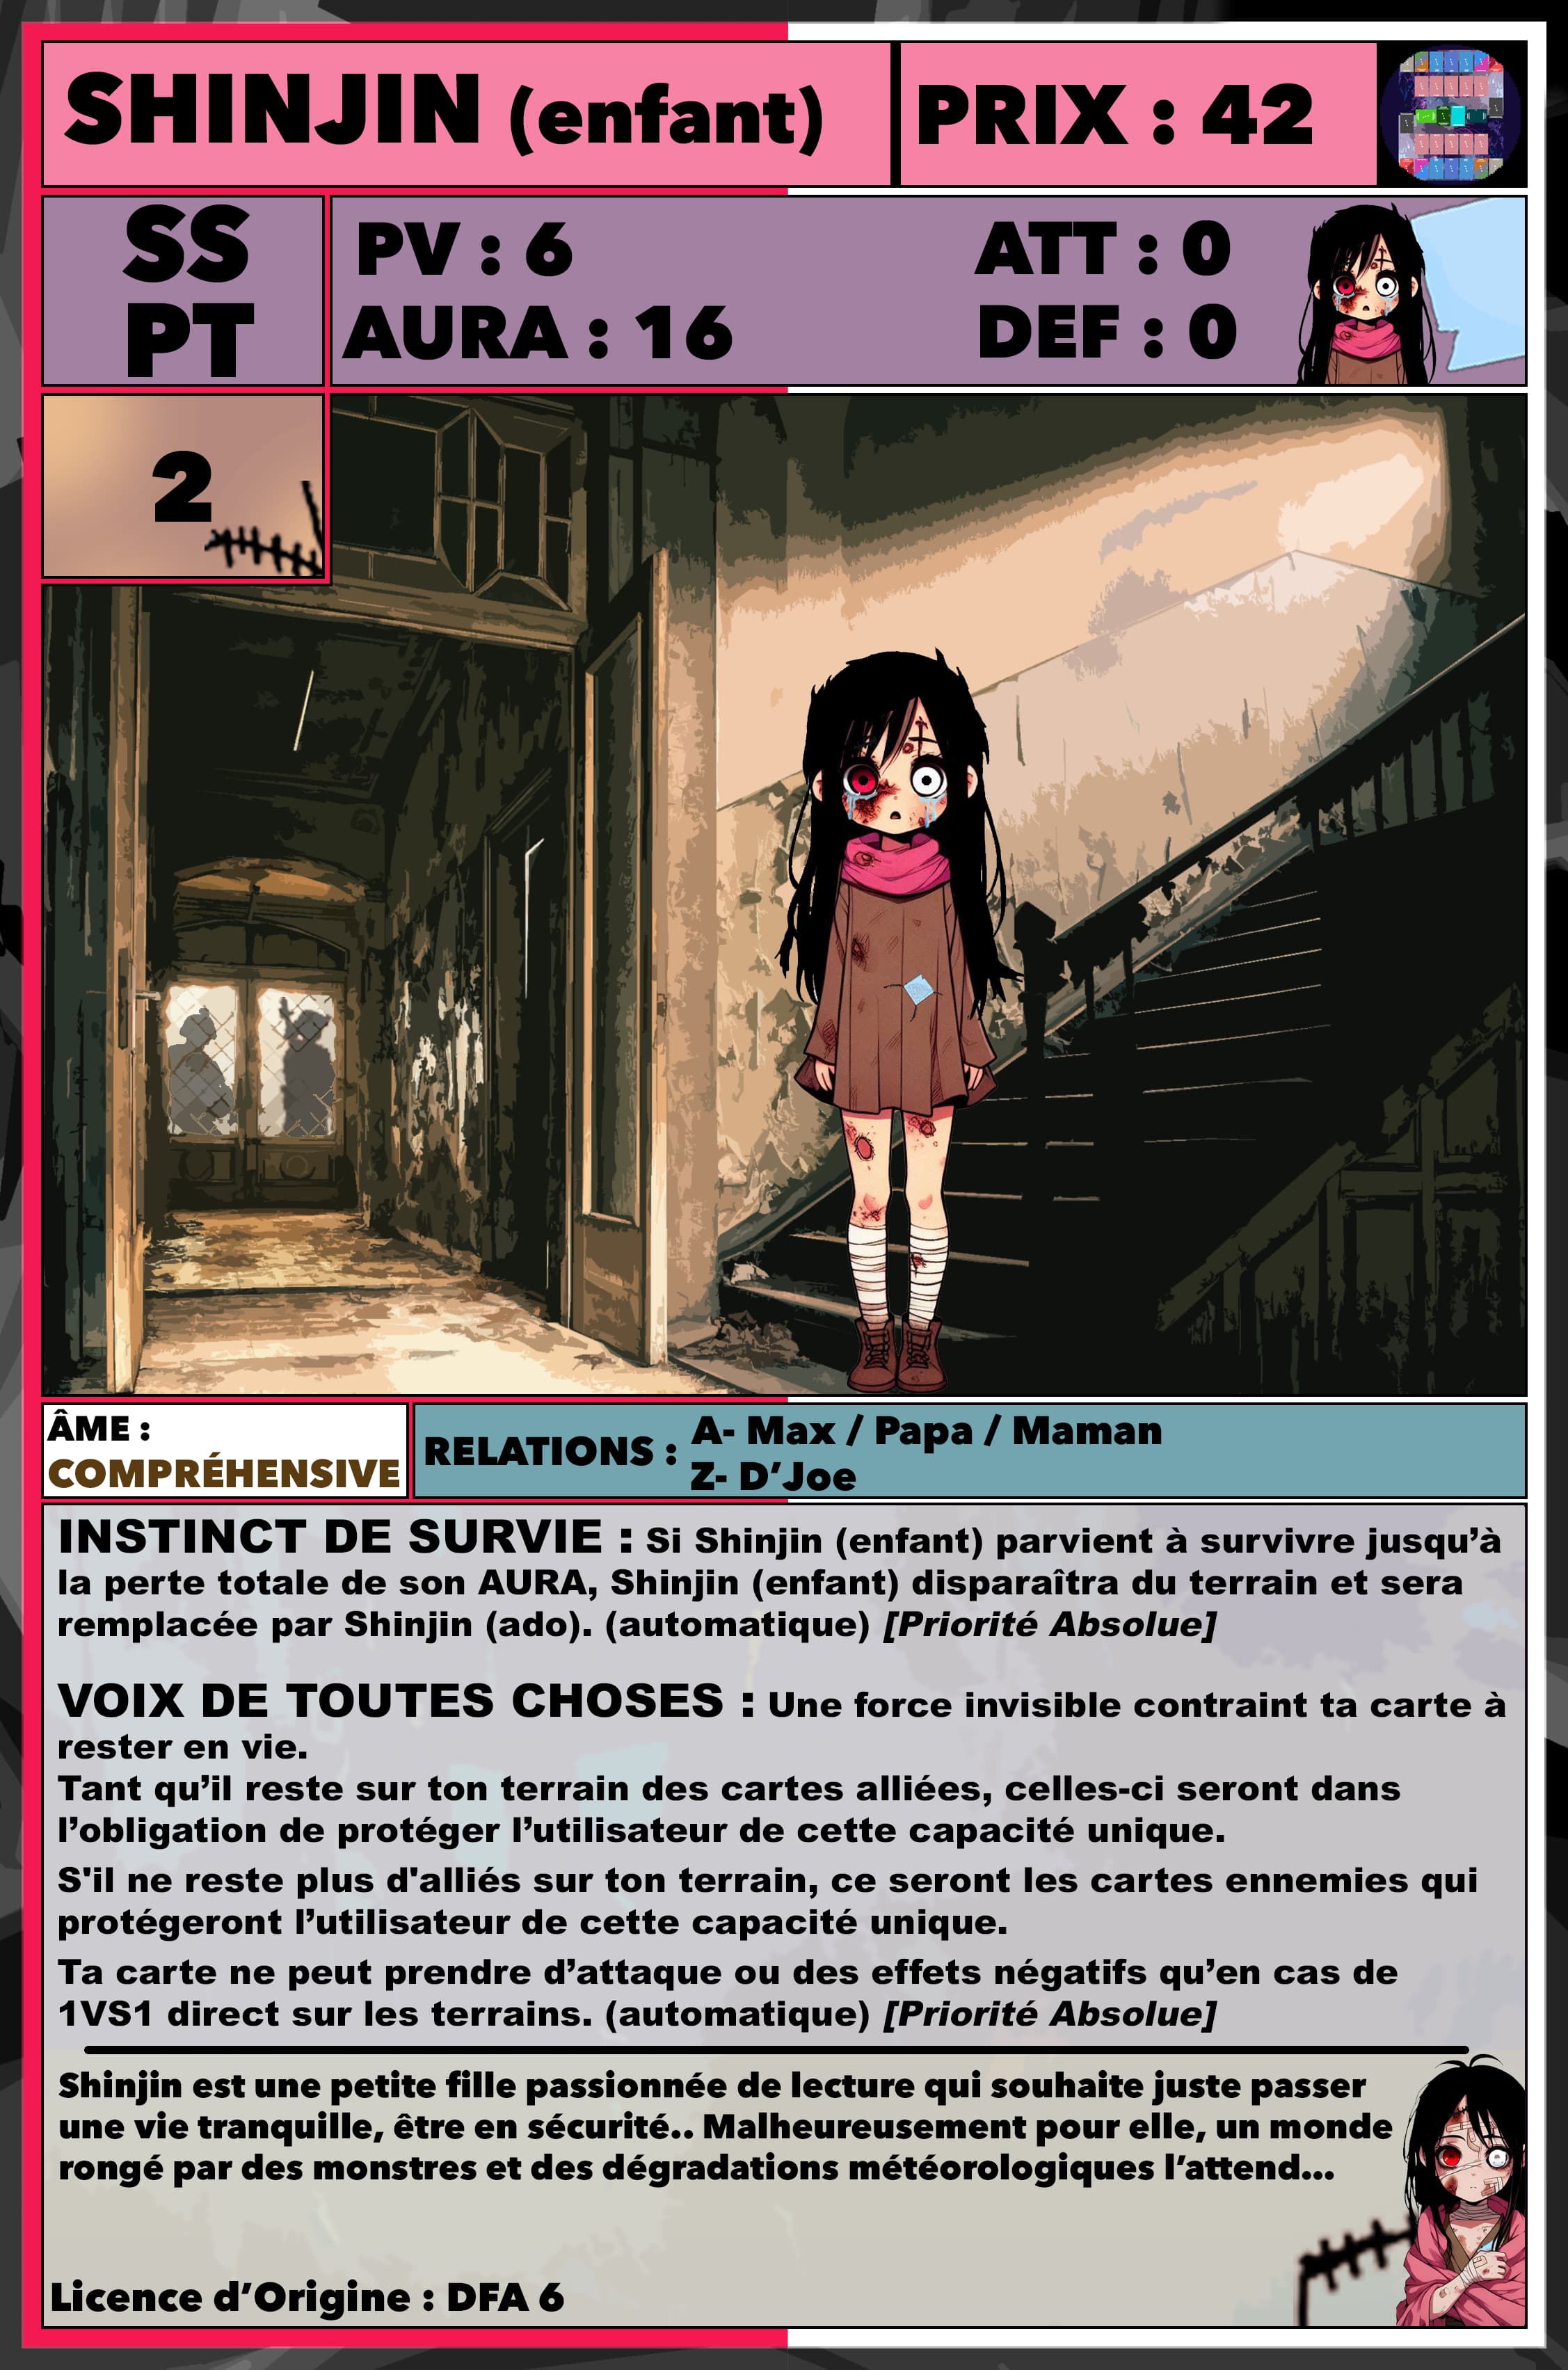 SHINJIN (enfant)
PRIX : 42
SS
PT
PV : 6
ATT : 0
AURA : 16
DEF : 0
2
ÂME :
COMPRÉHENSIVE
RELATIONS :
A- Max / Papa / Maman
Z- D’Joe
INSTINCT DE SURVIE : Si Shinjin (enfant) parvient à survivre jusqu’à
la perte totale de son AURA, Shinjin (enfant) disparaîtra du terrain et sera
remplacée par Shinjin (ado). (automatique) [Priorité Absolue]
VOIX DE TOUTES CHOSES : Une force invisible contraint ta carte à
rester en vie.
Tant qu’il reste sur ton terrain des cartes alliées, celles-ci seront dans
l’obligation de protéger l’utilisateur de cette capacité unique.
S'il ne reste plus d'alliés sur ton terrain, ce seront les cartes ennemies qui
protégeront l’utilisateur de cette capacité unique.
Ta carte ne peut prendre d’attaque ou des effets négatifs qu’en cas de
1VS1 direct sur les terrains. (automatique) [Priorité Absolue]
Shinjin est une petite fille passionnée de lecture qui souhaite juste passer
une vie tranquille, être en sécurité.. Malheureusement pour elle, un monde
rongé par des monstres et des dégradations météorologiques l’attend...
Licence d’Origine : DFA 6